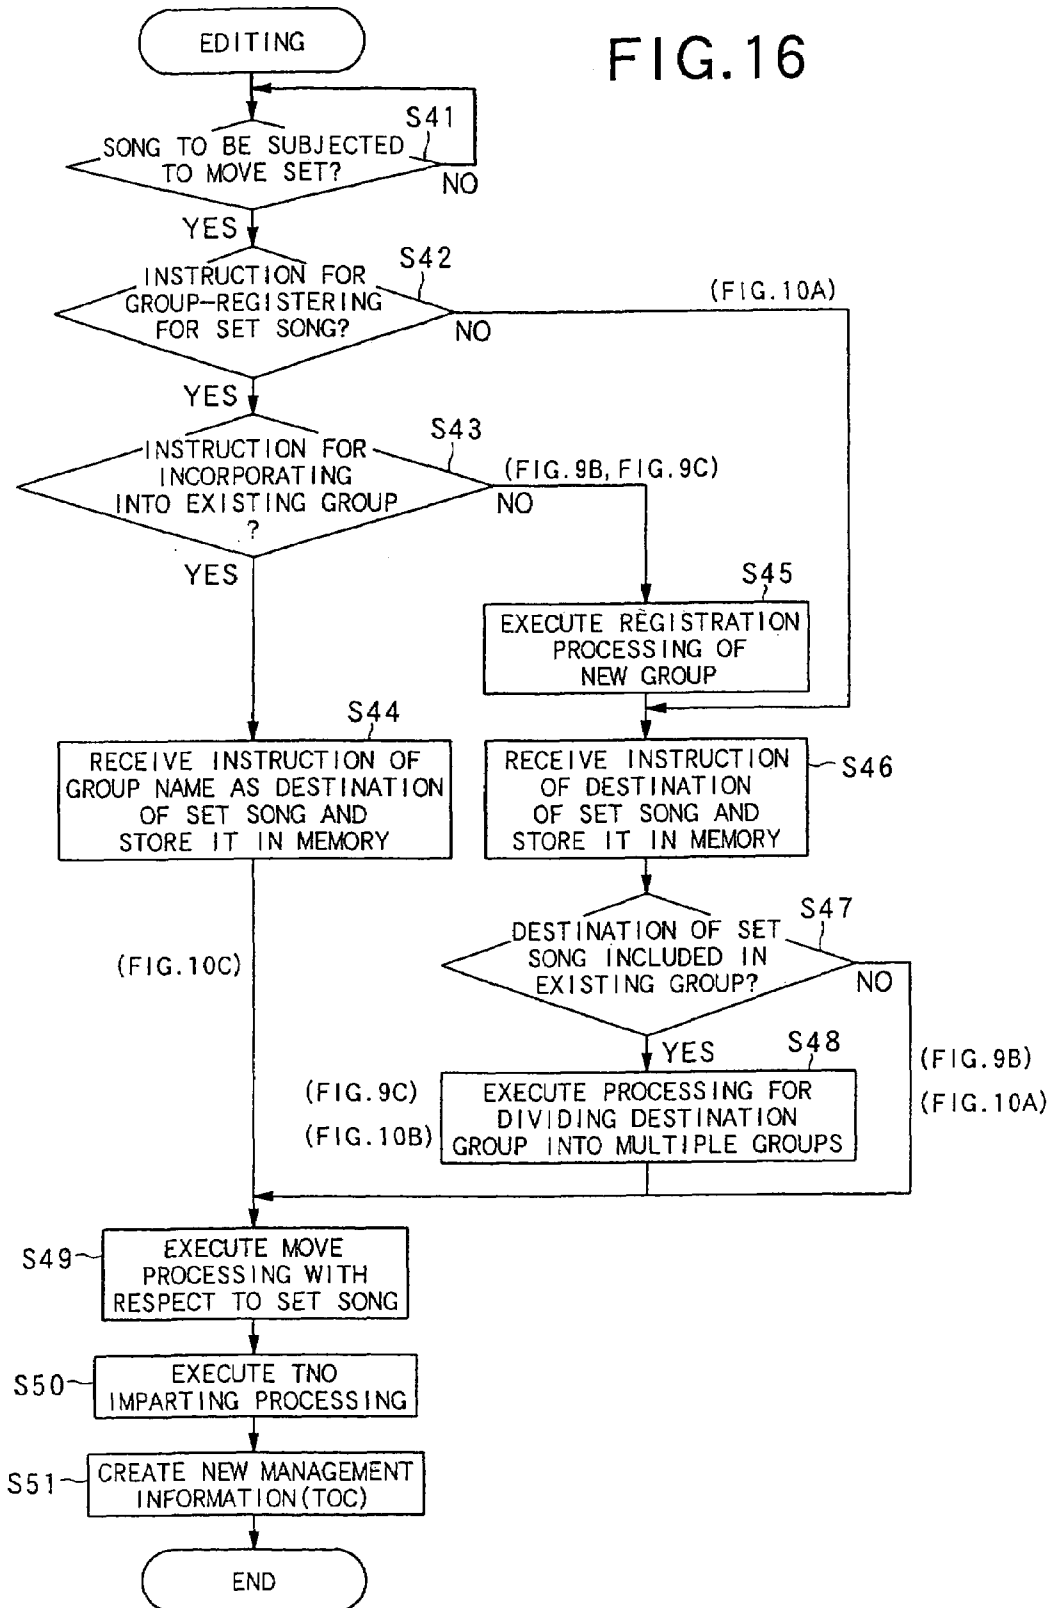 FIG.16
EDITING
S41
SONG TO BE SUBJECTED
TO MOVE SET?
NO
YES
S42
INSTRUCTION FOR
GROUP-REGISTERING
FOR SET SONG?
(FIG.10A)
NO
YES
S43
INSTRUCTION FOR
INCORPORATING
INTO EXISTING GROUP
?
(FIG.9B, FIG.9C)
NO
YES
S45
EXECUTE REGISTRATION
PROCESSING OF
NEW GROUP
S44
RECEIVE INSTRUCTION OF
GROUP NAME AS DESTINATION
OF SET SONG AND
STORE IT IN MEMORY
S46
RECEIVE INSTRUCTION
OF DESTINATION
OF SET SONG AND
STORE IT IN MEMORY
S47
DESTINATION OF SET
SONG INCLUDED IN
EXISTING GROUP?
NO
(FIG.10C)
YES
S48
(FIG.9B)
(FIG.10A)
(FIG.9C)
(FIG.10B)
EXECUTE PROCESSING FOR
DIVIDING DESTINATION
GROUP INTO MULTIPLE GROUPS
S49
EXECUTE MOVE
PROCESSING WITH
RESPECT TO SET SONG
S50
EXECUTE TNO
IMPARTING PROCESSING
S51
CREATE NEW MANAGEMENT
INFORMATION(TOC)
END